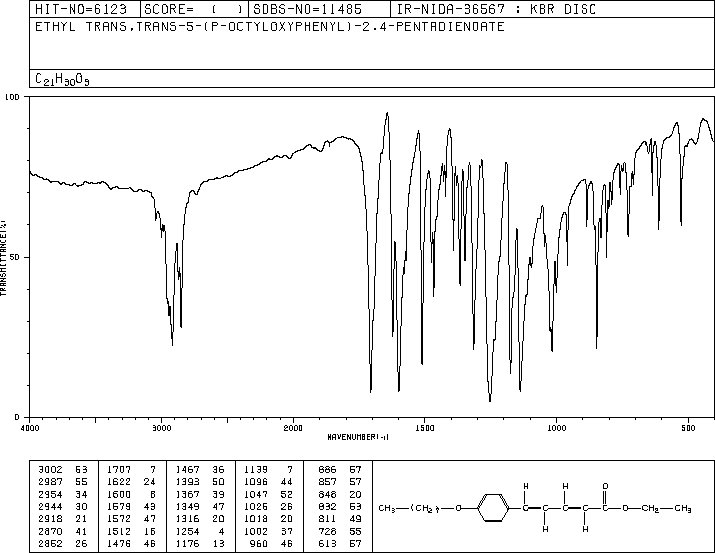 HIT-NO=6123 SCORE= ( ) SDBS-NO=11485 IR-NIDA-36567 : KBR DISC
ETHYL TRANS,TRANS-5-(P-OCTYLOXYPHENYL)-2.4-PENTADIENOATE
C21H30O3
100
TRANSMITTANCE(%)
50
0
4000 3000 2000 1500 1000 500
WAVENUMBER(-1)
3002 63 1707 7 1467 36 1139 7 886 57
2987 55 1622 24 1393 50 1096 44 857 57
2954 34 1600 8 1367 39 1047 52 848 20
2944 30 1579 43 1349 47 1026 26 832 53
2918 21 1572 47 1316 20 1018 20 811 49
2870 41 1512 16 1254 4 1002 37 728 55
2852 26 1476 46 1176 13 960 46 613 57
H H O
CH3—(CH2)7—O C—O—CH2—CH3
H H